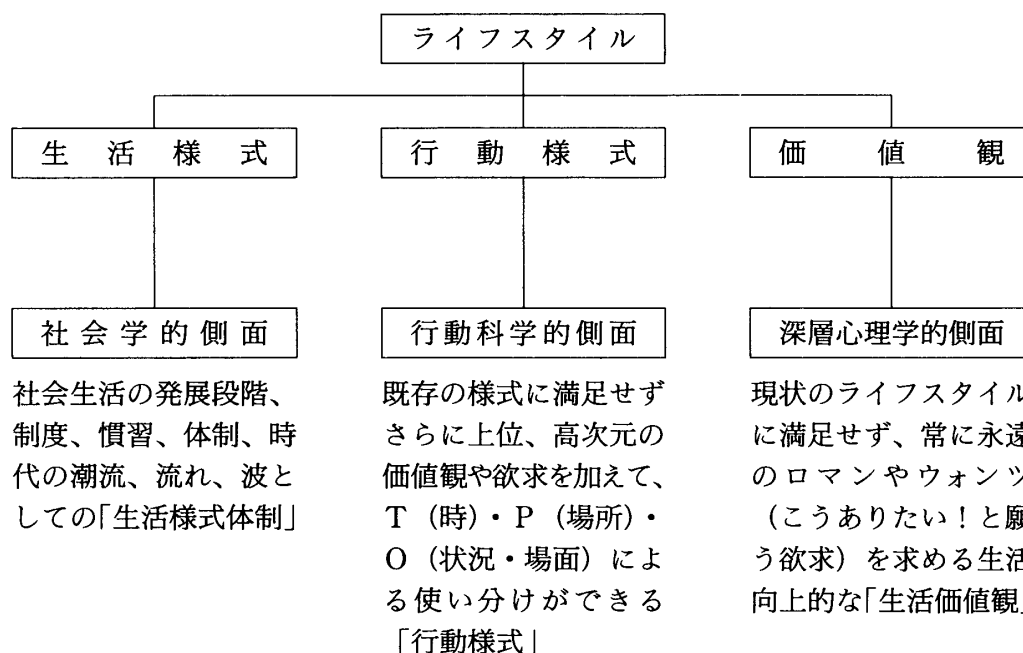 ライフスタイル
生活様式
行動様式
価値観
社会学的側面
行動科学的側面
深層心理学的側面
社会生活の発展段階、
制度、慣習、体制、時
代の潮流、流れ、波と
しての「生活様式体制」
既存の様式に満足せず
さらに上位、高次元の
価値観や欲求を加えて、
T（時）・P（場所）・
O（状況・場面）によ
る使い分けができる
「行動様式」
現状のライフスタイル
に満足せず、常に永遠
のロマンやウォンツ
（こうありたい！と願
う欲求）を求める生活
向上的な「生活価値観」